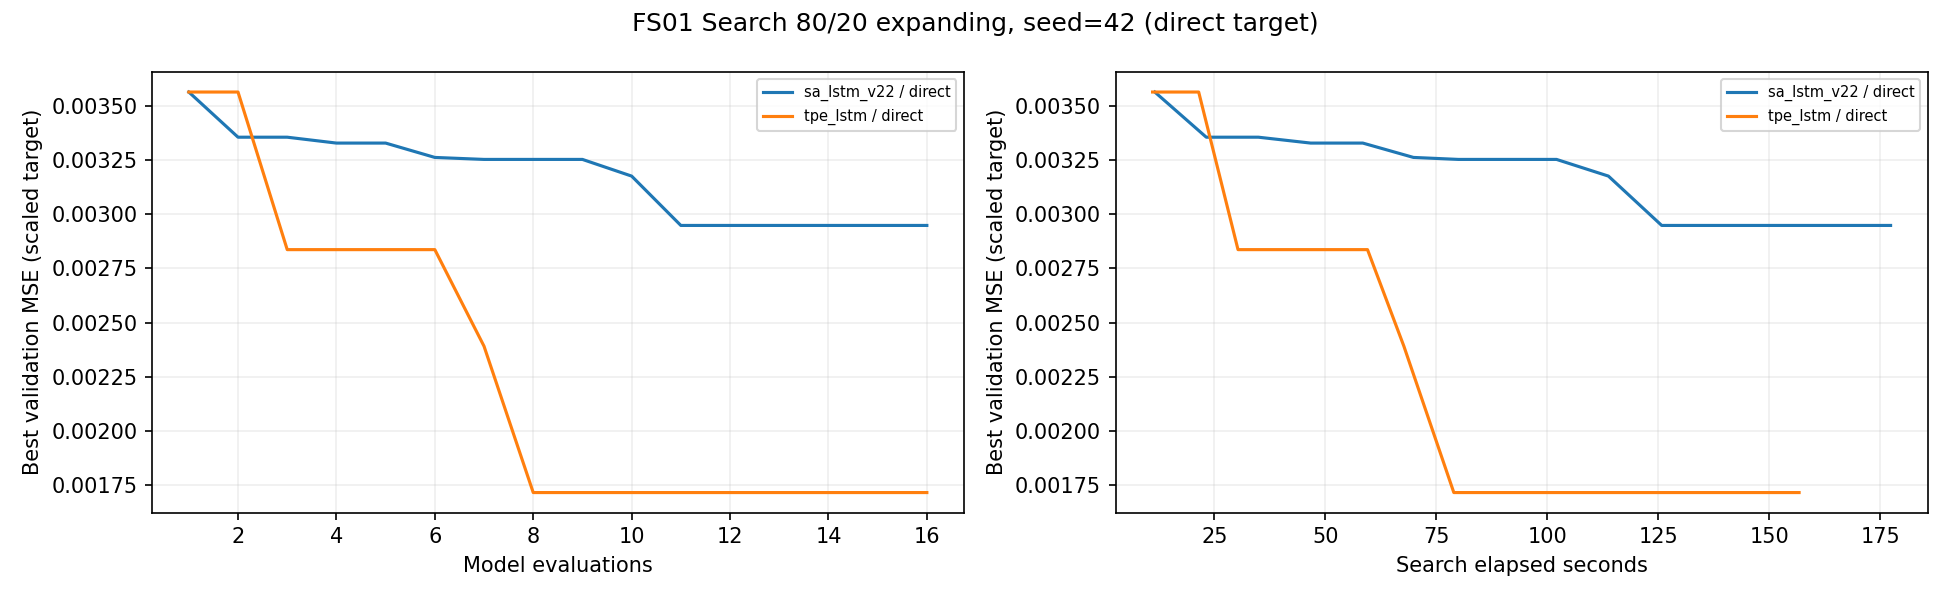 FS01 Search 80/20 expanding, seed=42 (direct target)
Best validation MSE (scaled target)
0.00350
0.00325
0.00300
0.00275
0.00250
0.00225
0.00200
0.00175
sa_lstm_v22 / direct
tpe_lstm / direct
2 4 6 8 10 12 14 16
Model evaluations
Best validation MSE (scaled target)
0.00350
0.00325
0.00300
0.00275
0.00250
0.00225
0.00200
0.00175
sa_lstm_v22 / direct
tpe_lstm / direct
25 50 75 100 125 150 175
Search elapsed seconds